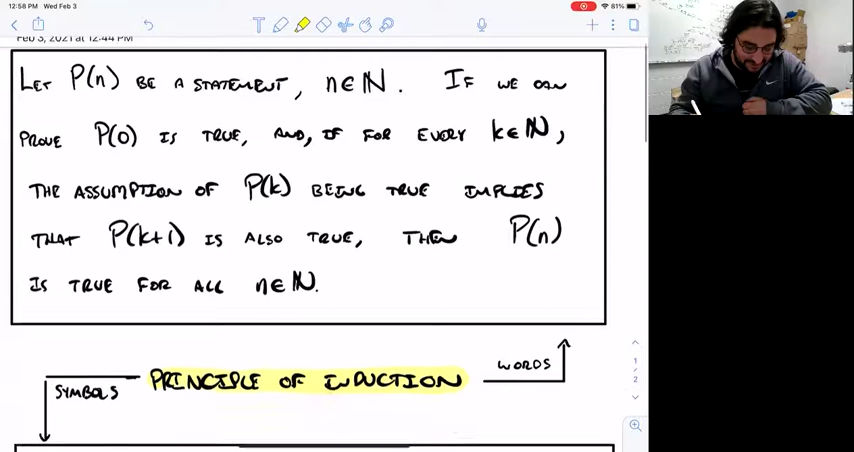 12:58 PM Wed Feb 3
81%
Feb 3, 2021 at 12:44 PM
LET P(n) BE A STATEMENT, n∈ℕ. IF WE CAN
PROVE P(0) IS TRUE, AND, IF FOR EVERY k∈ℕ,
THE ASSUMPTION OF P(k) BEING TRUE IMPLIES
THAT P(k+1) IS ALSO TRUE, THEN P(n)
IS TRUE FOR ALL n∈ℕ.
WORDS
SYMBOLS PRINCIPLE OF INDUCTION
1
2